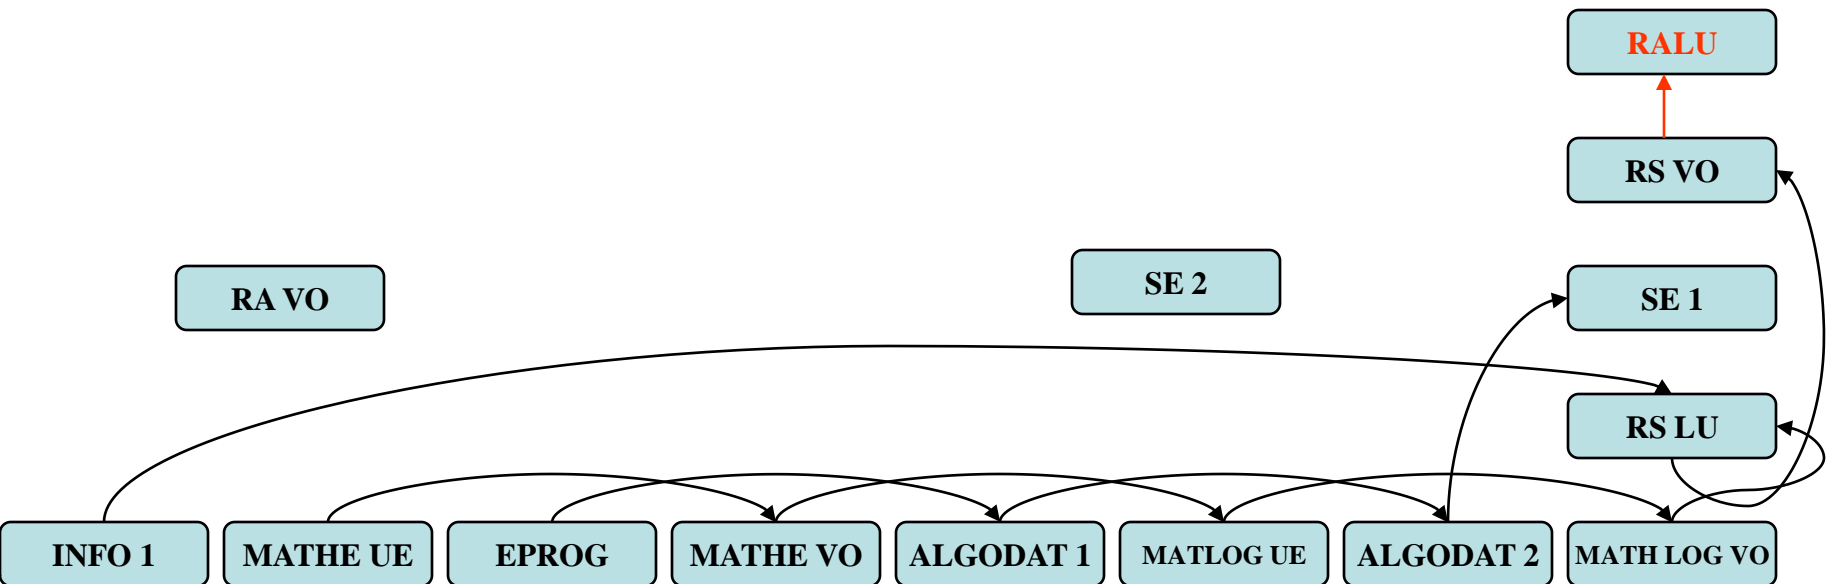 RALU
RS VO
SE 2
RA VO
SE 1
RS LU
INFO 1
MATHE UE
EPROG
MATHE VO
ALGODAT 1
MATLOG UE
ALGODAT 2
MATH LOG VO